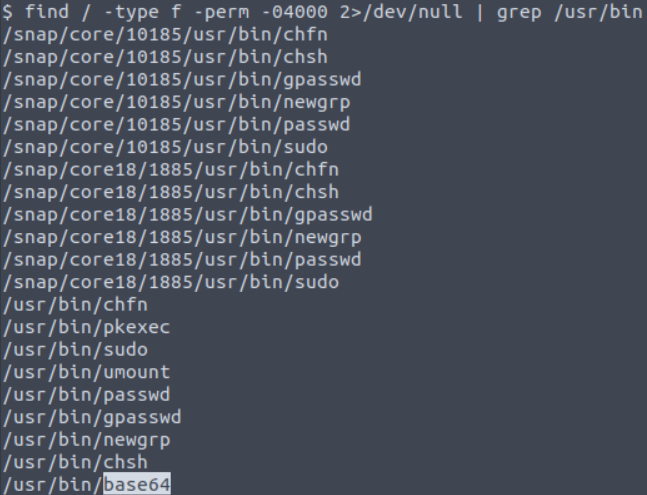 $ find / -type f -perm -04000 2>/dev/null | grep /usr/bin
/snap/core/10185/usr/bin/chfn
/snap/core/10185/usr/bin/chsh
/snap/core/10185/usr/bin/gpasswd
/snap/core/10185/usr/bin/newgrp
/snap/core/10185/usr/bin/passwd
/snap/core/10185/usr/bin/sudo
/snap/core18/1885/usr/bin/chfn
/snap/core18/1885/usr/bin/chsh
/snap/core18/1885/usr/bin/gpasswd
/snap/core18/1885/usr/bin/newgrp
/snap/core18/1885/usr/bin/passwd
/snap/core18/1885/usr/bin/sudo
/usr/bin/chfn
/usr/bin/pkexec
/usr/bin/sudo
/usr/bin/umount
/usr/bin/passwd
/usr/bin/gpasswd
/usr/bin/newgrp
/usr/bin/chsh
/usr/bin/base64